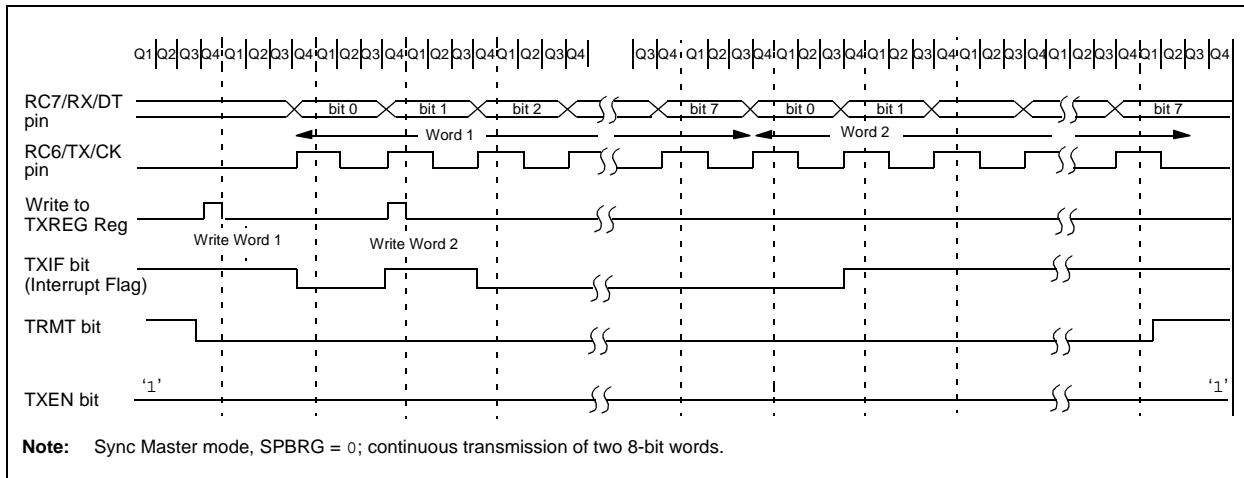 Q1 Q2 Q3 Q4 Q1 Q2 Q3 Q4 Q1 Q2 Q3 Q4 Q1 Q2 Q3 Q4 Q1 Q2 Q3 Q4 Q3 Q4 Q1 Q2 Q3 Q4 Q1 Q2 Q3 Q4 Q1 Q2 Q3 Q4 Q1 Q2 Q3 Q4 Q1 Q2 Q3 Q4
RC7/RX/DT
pin
bit 0 bit 1 bit 2 bit 7 bit 0 bit 1 bit 7
Word 1 Word 2
RC6/TX/CK
pin
Write to
TXREG Reg
Write Word 1 Write Word 2
TXIF bit
(Interrupt Flag)
TRMT bit
‘1’ ‘1’
TXEN bit
Note: Sync Master mode, SPBRG = 0; continuous transmission of two 8-bit words.